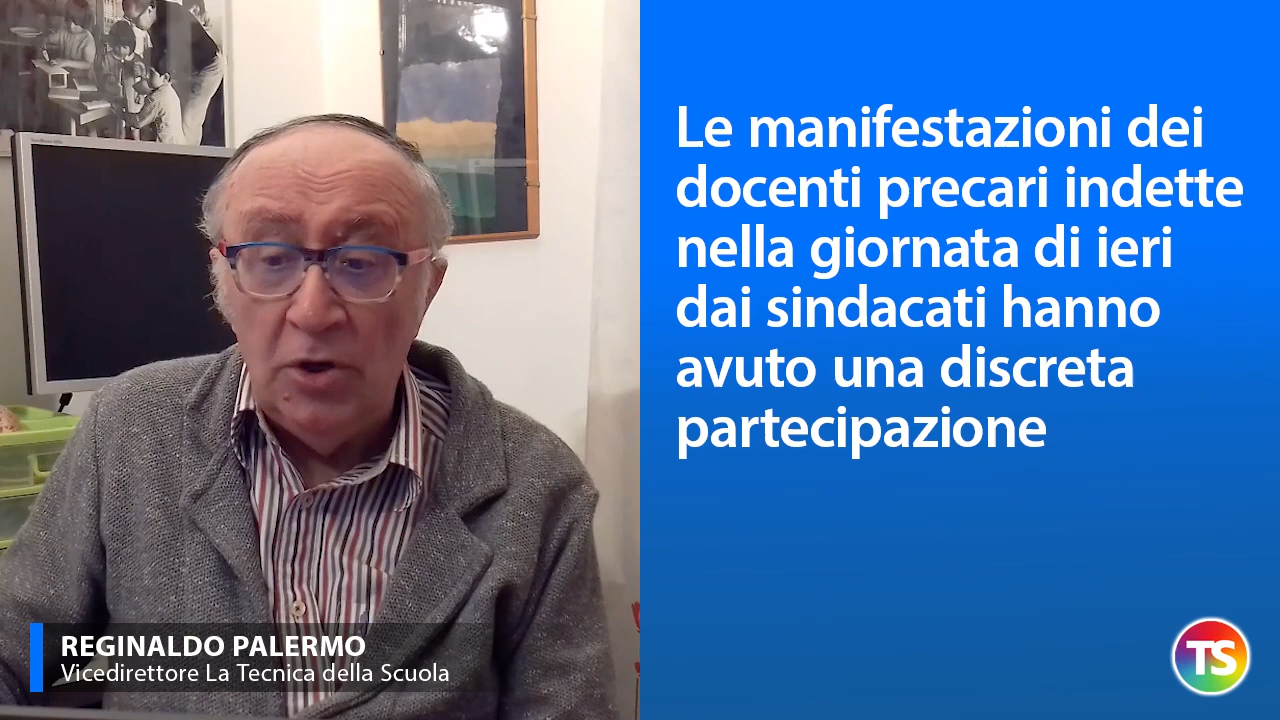 Le manifestazioni dei
docenti precari indette
nella giornata di ieri
dai sindacati hanno
avuto una discreta
partecipazione
REGINALDO PALERMO
Vicedirettore La Tecnica della Scuola
TS